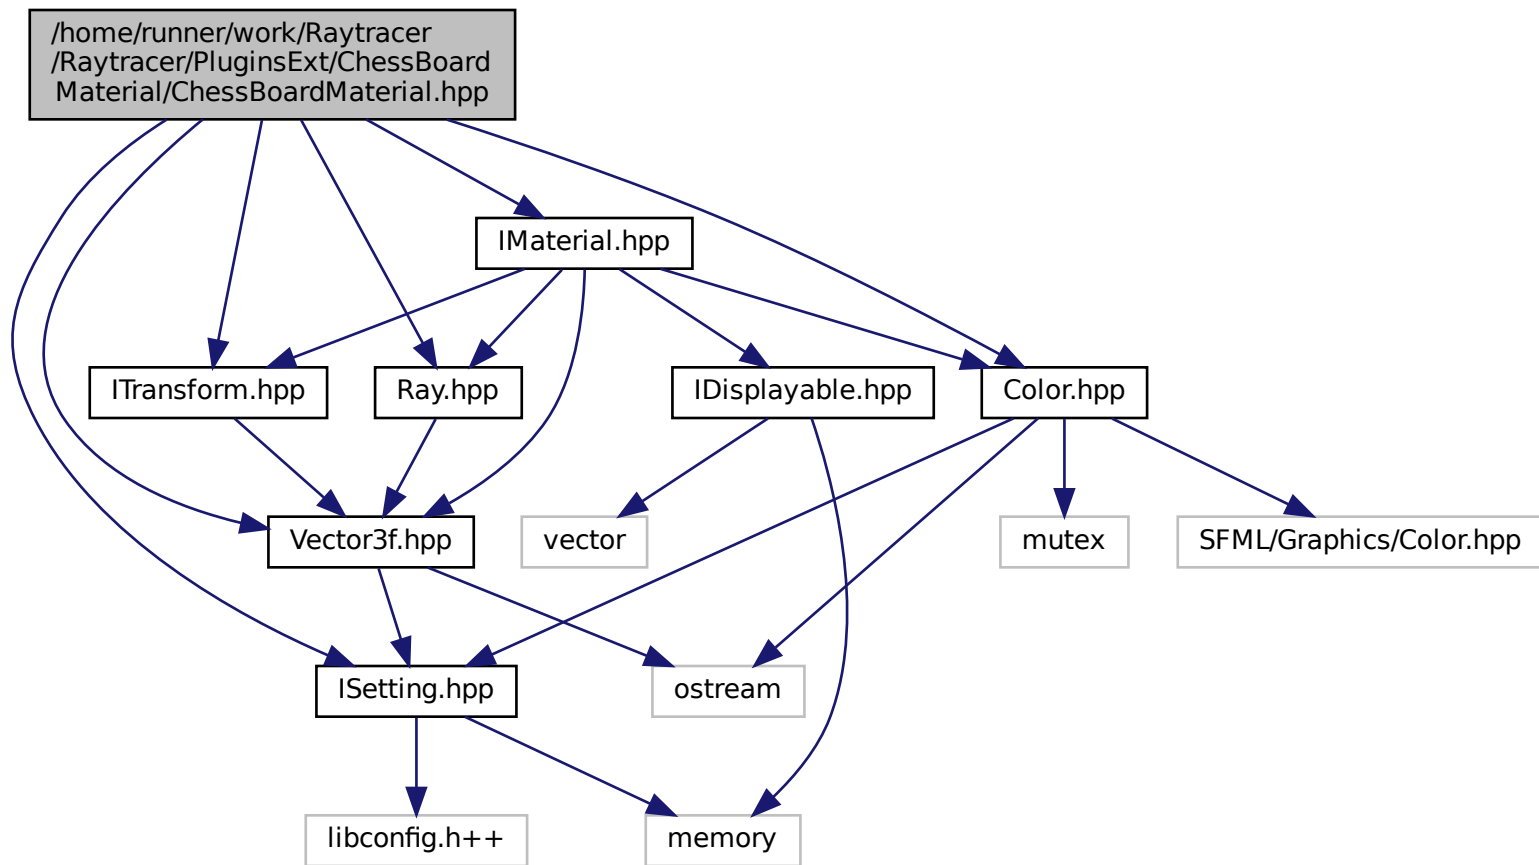 /home/runner/work/Raytracer
/Raytracer/PluginsExt/ChessBoard
Material/ChessBoardMaterial.hpp
IMaterial.hpp
ITransform.hpp
Ray.hpp
IDisplayable.hpp
Color.hpp
Vector3f.hpp
vector
mutex
SFML/Graphics/Color.hpp
ISetting.hpp
ostream
libconfig.h++
memory